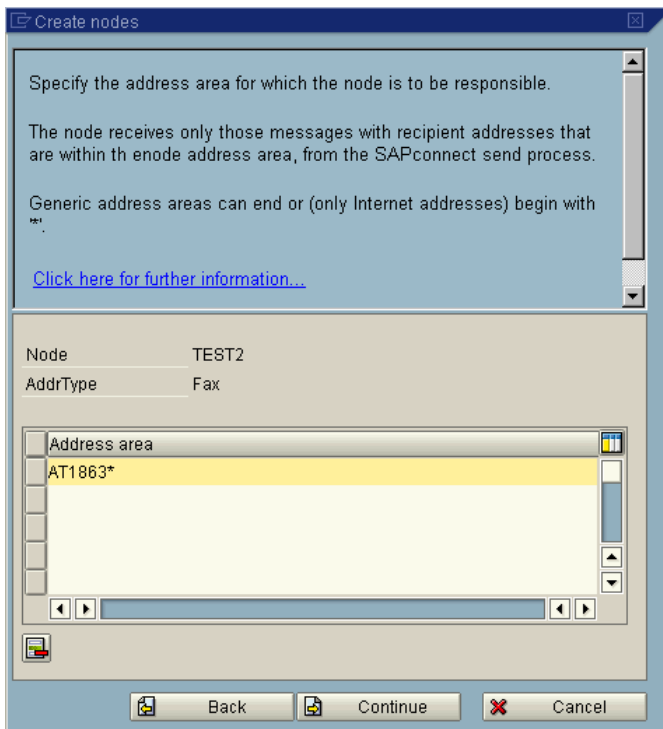 Create nodes
Specify the address area for which the node is to be responsible.
The node receives only those messages with recipient addresses that
are within th enode address area, from the SAPconnect send process.
Generic address areas can end or (only Internet addresses) begin with
'*'.
Click here for further information...
Node TEST2
AddrType Fax
Address area
AT1863*
Back Continue Cancel